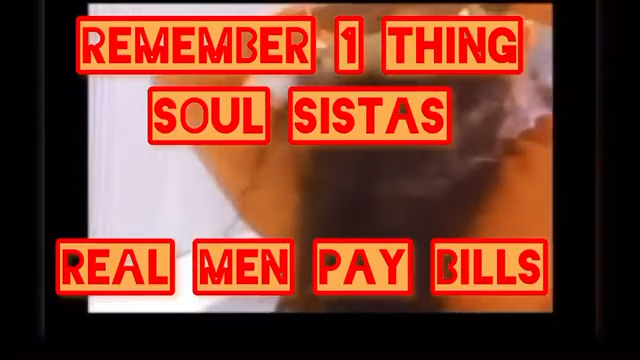 REMEMBER 1 THING
SOUL SISTAS
REAL MEN PAY BILLS